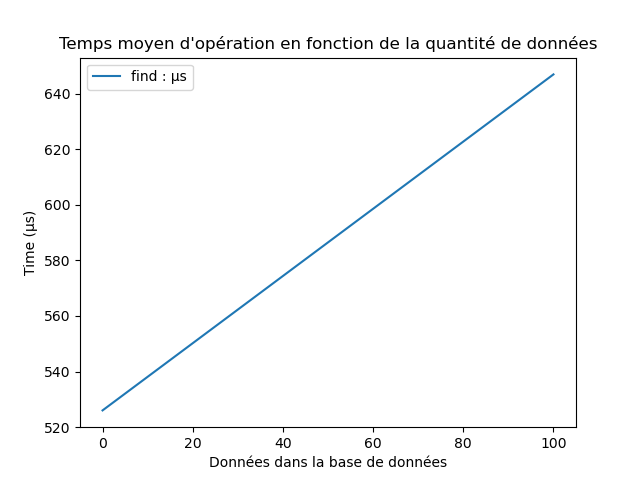 Temps moyen d'opération en fonction de la quantité de données
find : µs
640
620
600
580
560
540
520
Time (µs)
0 20 40 60 80 100
Données dans la base de données